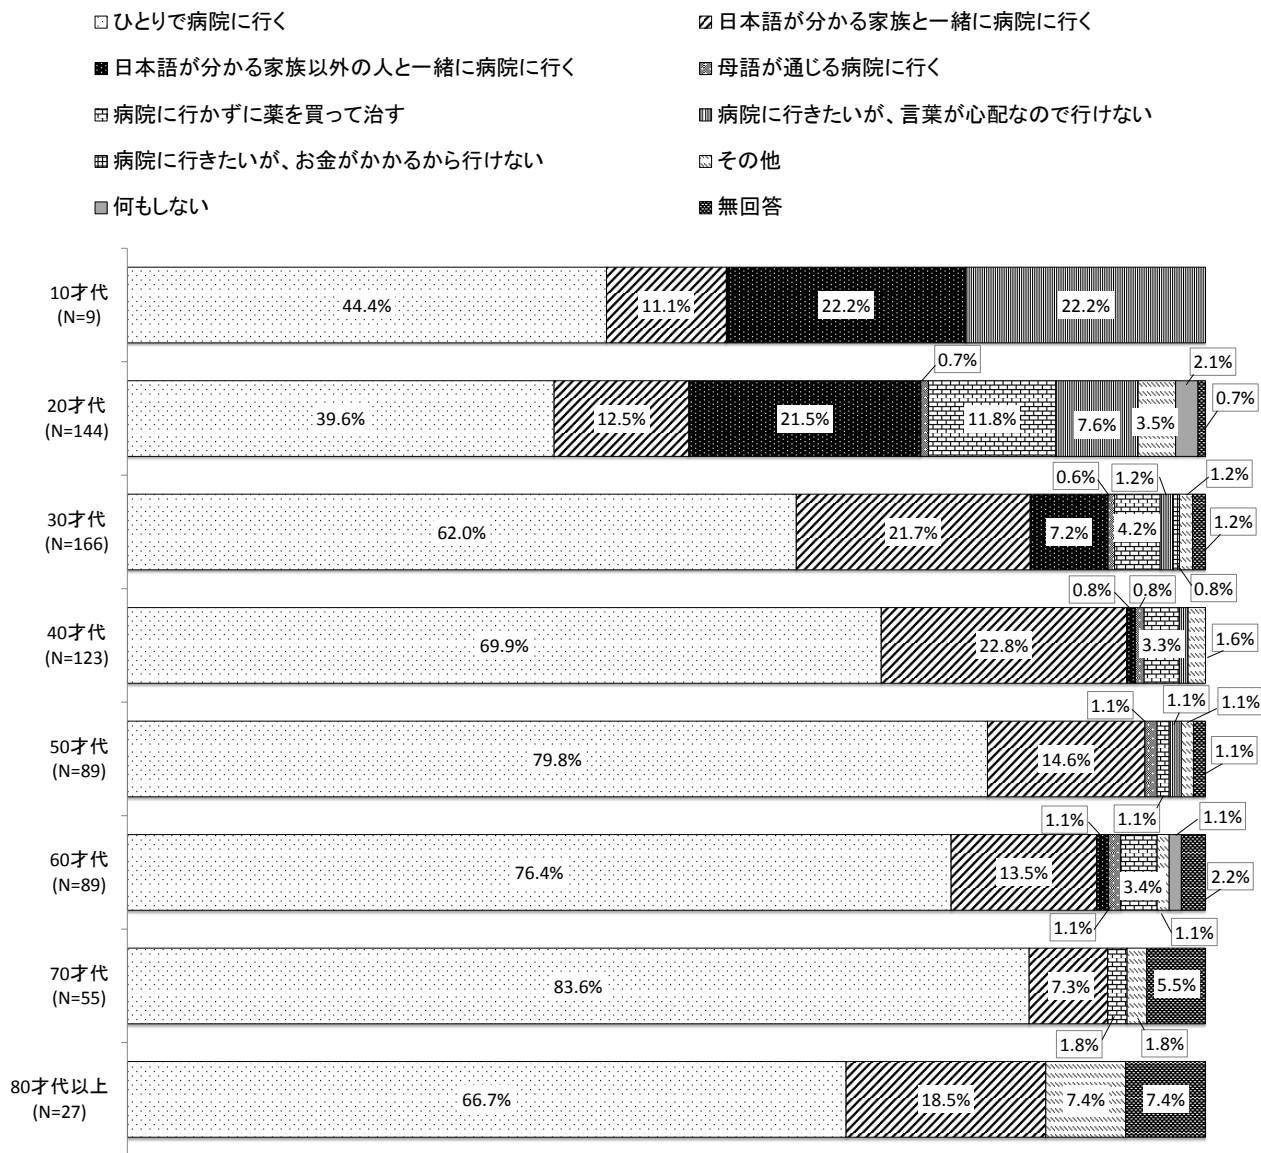 ひとりで病院に行く
日本語が分かる家族と一緒に病院に行く
日本語が分かる家族以外の人と一緒に病院に行く
母語が通じる病院に行く
病院に行かずに薬を買って治す
病院に行きたいが、言葉が心配なので行けない
病院に行きたいが、お金がかかるから行けない
その他
何もしない
無回答
10才代
(N=9)
44.4%
11.1%
22.2%
22.2%
0.7%
2.1%
20才代
(N=144)
39.6%
12.5%
21.5%
11.8%
7.6%
3.5%
0.7%
0.6%
1.2%
1.2%
30才代
(N=166)
62.0%
21.7%
7.2%
4.2%
1.2%
0.8%
0.8%
0.8%
40才代
(N=123)
69.9%
22.8%
3.3%
1.6%
1.1%
1.1%
1.1%
50才代
(N=89)
79.8%
14.6%
1.1%
1.1%
1.1%
1.1%
60才代
(N=89)
76.4%
13.5%
3.4%
2.2%
1.1%
1.1%
70才代
(N=55)
83.6%
7.3%
5.5%
1.8%
1.8%
80才代以上
(N=27)
66.7%
18.5%
7.4%
7.4%